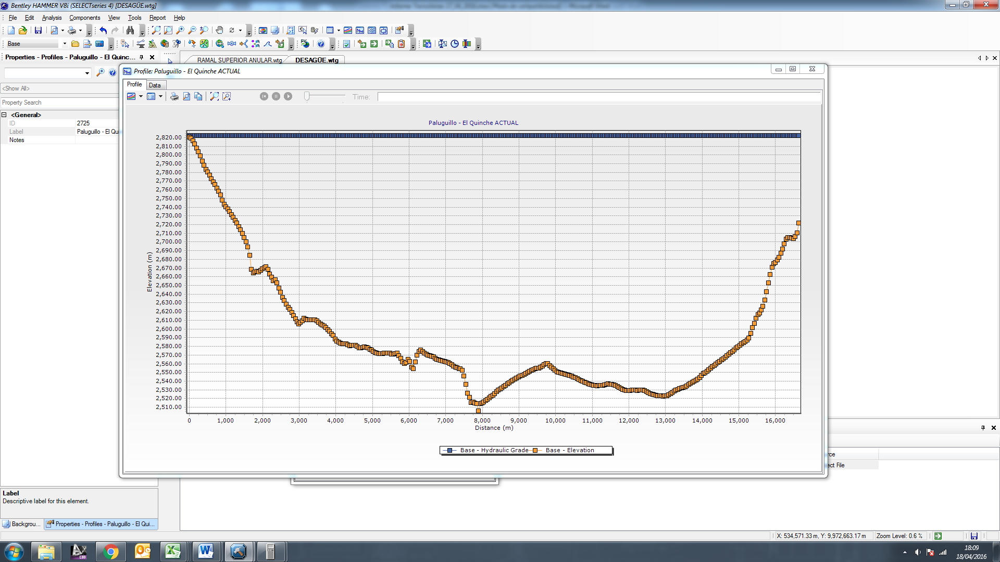 Bentley HAMMER V8i (SELECTseries 4) [DESAGÜE.wtg]
File Edit Analysis Components View Tools Report Help
Base
Properties - Profiles - Paluguillo - El Quinc...
RAMAL SUPERIOR ANULAR.wtg
DESAGÜE.wtg
<Show All>
Property Search
<General>
ID 2725
Label Paluguillo - El Qu
Notes
Profile: Paluguillo - El Quinche ACTUAL
Profile Data
Time:
Paluguillo - El Quinche ACTUAL
2,820.00
2,810.00
2,800.00
2,790.00
2,780.00
2,770.00
2,760.00
2,750.00
2,740.00
2,730.00
2,720.00
2,710.00
2,700.00
2,690.00
2,680.00
2,670.00
2,660.00
2,650.00
2,640.00
2,630.00
2,620.00
2,610.00
2,600.00
2,590.00
2,580.00
2,570.00
2,560.00
2,550.00
2,540.00
2,530.00
2,520.00
2,510.00
Elevation (m)
0 1,000 2,000 3,000 4,000 5,000 6,000 7,000 8,000 9,000 10,000 11,000 12,000 13,000 14,000 15,000 16,000
Distance (m)
Base - Hydraulic Grade Base - Elevation
rce
ect File
Label
Descriptive label for this element.
Backgrou... Properties - Profiles - Paluguillo - El Qui...
X: 534,571.33 m, Y: 9,972,663.17 m Zoom Level: 0.6 %
C3D
18:09
18/04/2016